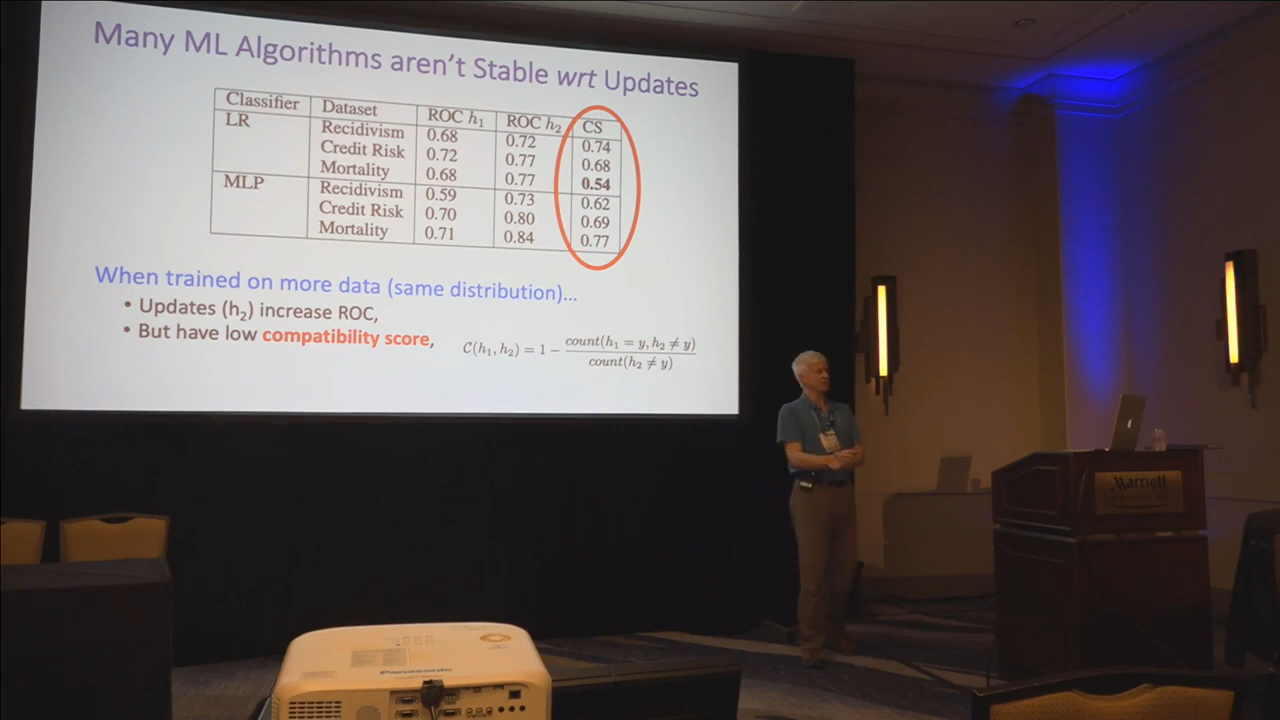 Many ML Algorithms aren't Stable wrt Updates
Classifier Dataset ROC h₁ ROC h₂ CS
LR Recidivism 0.68 0.72 0.74
Credit Risk 0.72 0.77 0.68
Mortality 0.68 0.77 0.54
MLP Recidivism 0.59 0.73 0.62
Credit Risk 0.70 0.80 0.69
Mortality 0.71 0.84 0.77
When trained on more data (same distribution)...
• Updates (h₂) increase ROC,
• But have low compatibility score,
C(h₁, h₂) = 1 − count(h₁ = y, h₂ ≠ y) / count(h₂ ≠ y)
Marriott
Panasonic